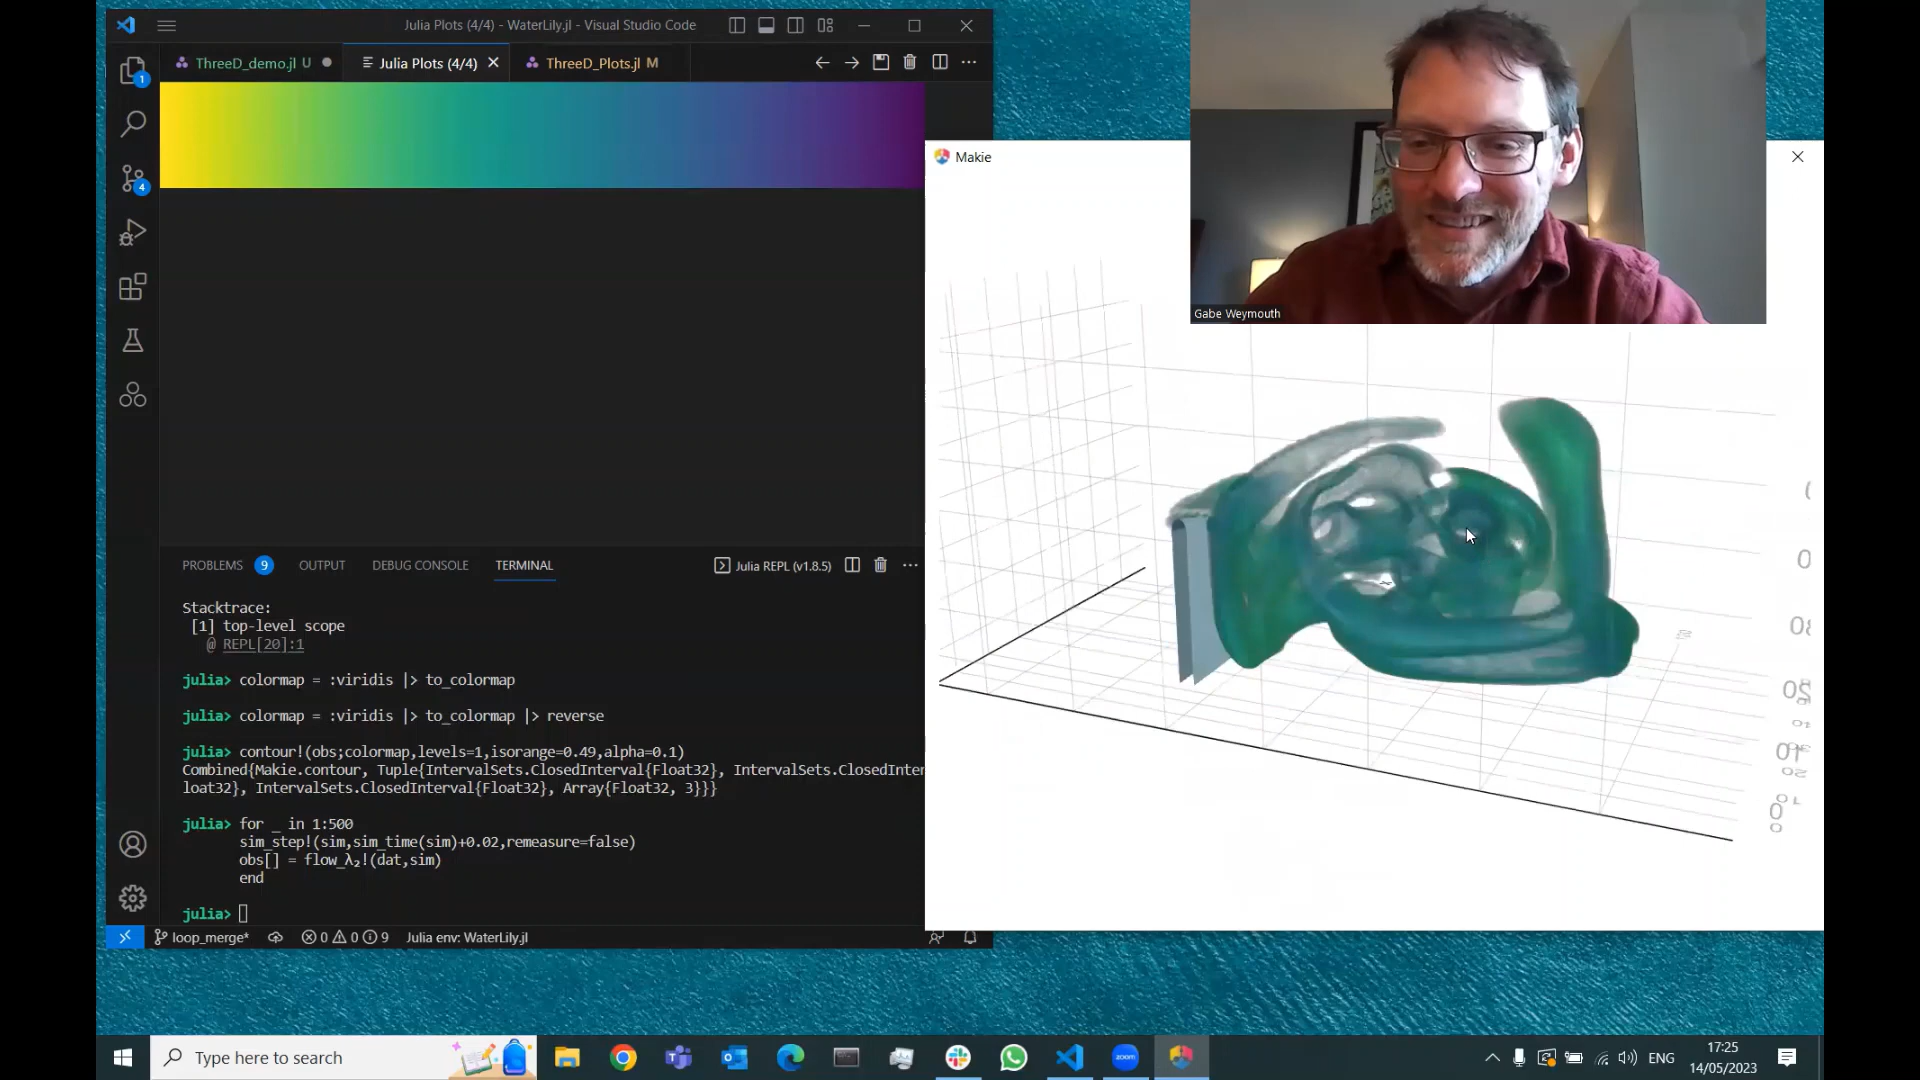 Julia Plots (4/4) - WaterLily.jl - Visual Studio Code
ThreeD_demo.jl U
Julia Plots (4/4)
ThreeD_Plots.jl M
1
4
Makie
Gabe Weymouth
PROBLEMS 9 OUTPUT DEBUG CONSOLE TERMINAL
Julia REPL (v1.8.5)
Stacktrace:
[1] top-level scope
@ REPL[20]:1
julia> colormap = :viridis |> to_colormap
julia> colormap = :viridis |> to_colormap |> reverse
julia> contour!(obs;colormap,levels=1,isorange=0.49,alpha=0.1)
Combined{Makie.contour, Tuple{IntervalSets.ClosedInterval{Float32}, IntervalSets.ClosedInter
loat32}, IntervalSets.ClosedInterval{Float32}, Array{Float32, 3}}}
julia> for _ in 1:500
sim_step!(sim,sim_time(sim)+0.02,remeasure=false)
obs[] = flow_λ₂!(dat,sim)
end
julia>
loop_merge* 0 0 9 Julia env: WaterLily.jl
Type here to search
zoom
ENG
17:25
14/05/2023